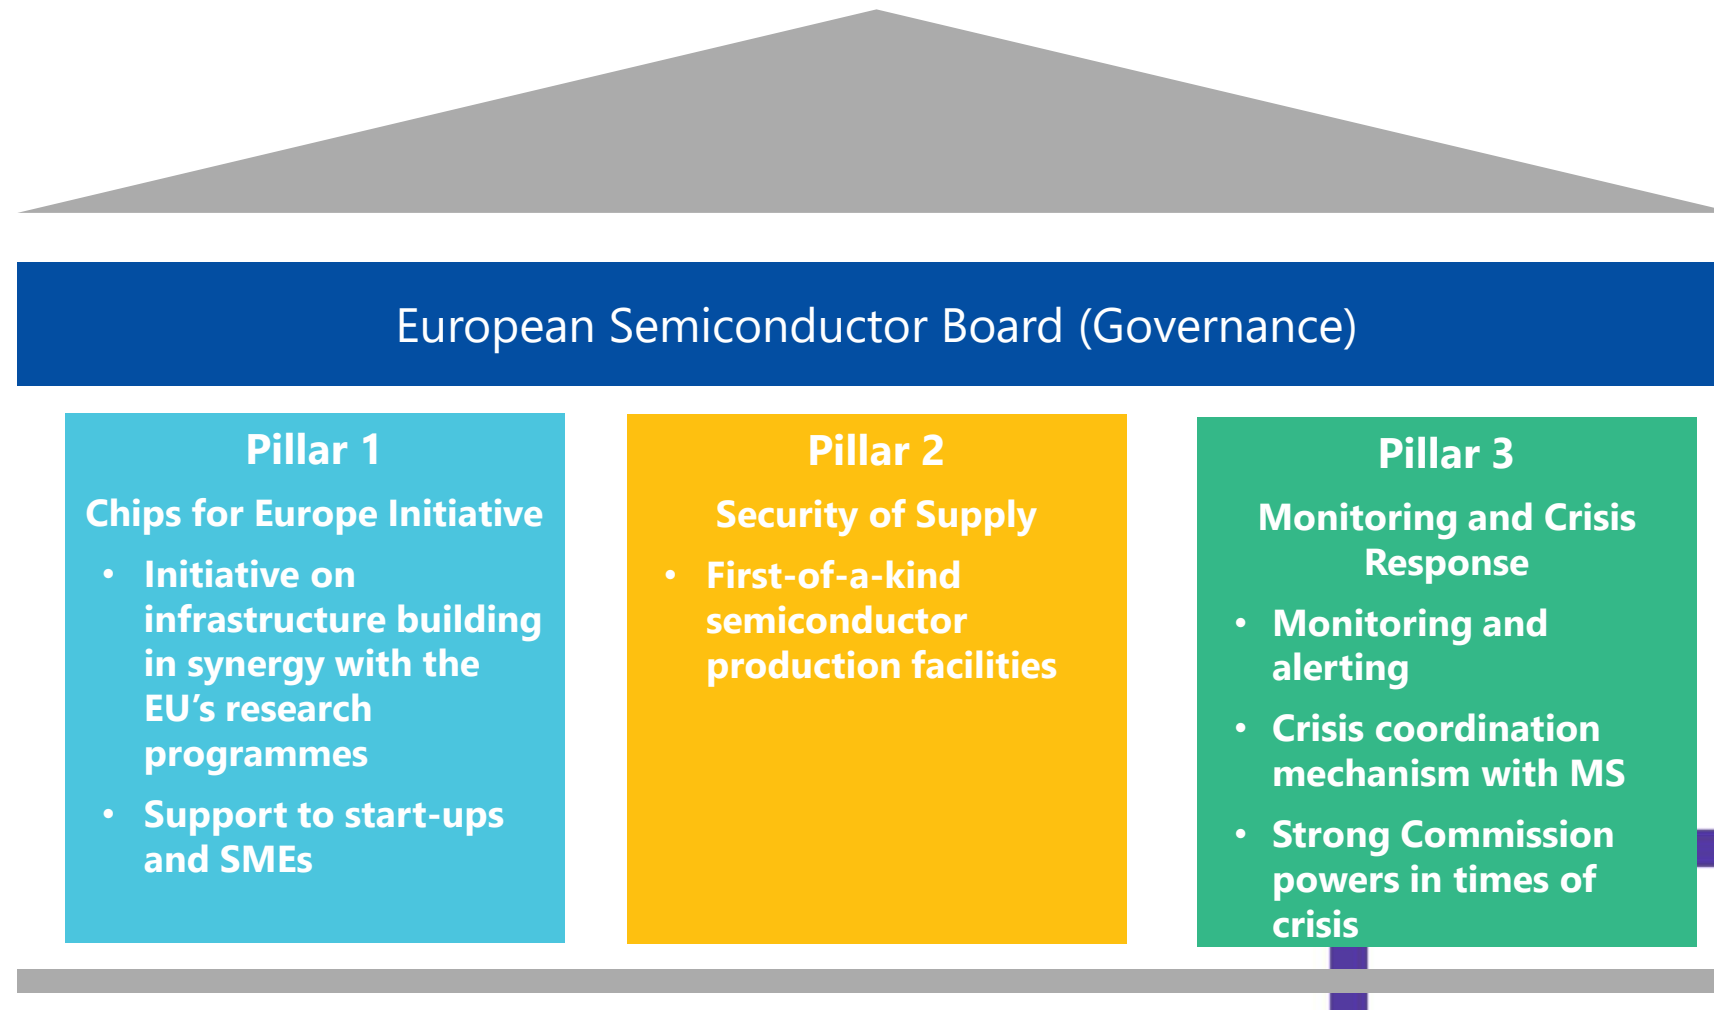 European Semiconductor Board (Governance)
Pillar 1
Chips for Europe Initiative
• Initiative on
infrastructure building
in synergy with the
EU’s research
programmes
• Support to start-ups
and SMEs
Pillar 2
Security of Supply
• First-of-a-kind
semiconductor
production facilities
Pillar 3
Monitoring and Crisis
Response
• Monitoring and
alerting
• Crisis coordination
mechanism with MS
• Strong Commission
powers in times of
crisis